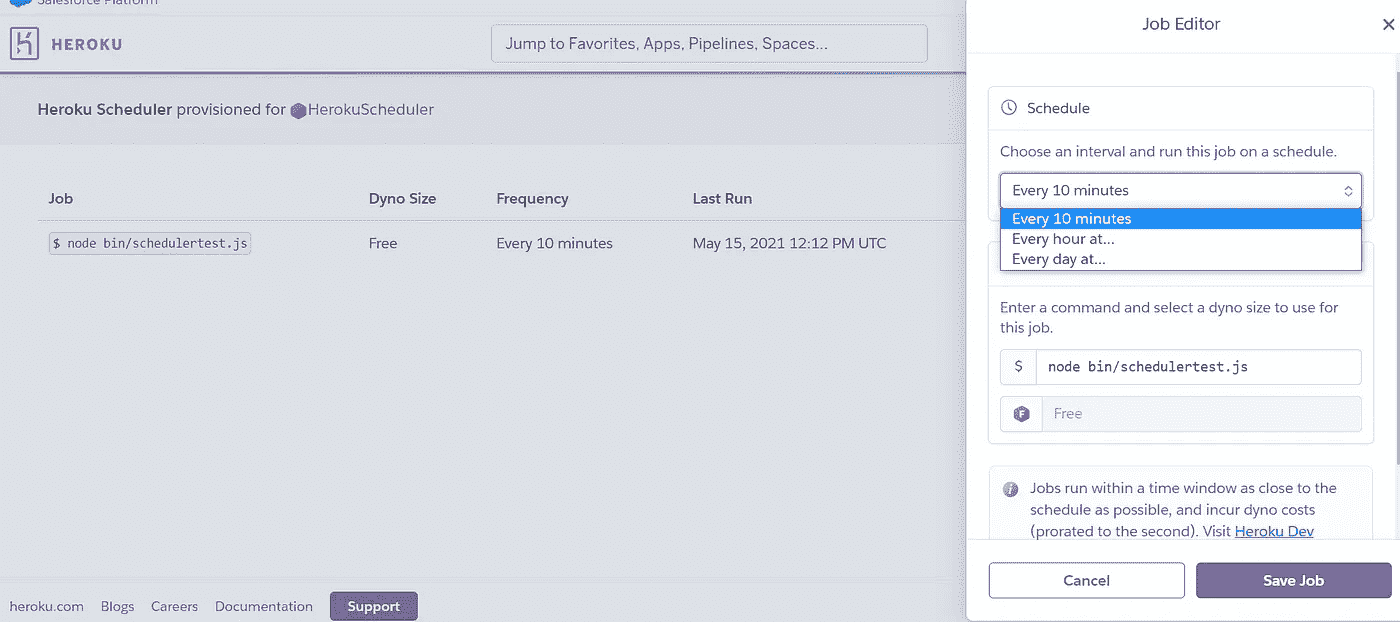 Salesforce Platform
HEROKU
Jump to Favorites, Apps, Pipelines, Spaces...
Heroku Scheduler provisioned for HerokuScheduler
Job Dyno Size Frequency Last Run
$ node bin/schedulertest.js Free Every 10 minutes May 15, 2021 12:12 PM UTC
heroku.com Blogs Careers Documentation Support
Job Editor
Schedule
Choose an interval and run this job on a schedule.
Every 10 minutes
Every 10 minutes
Every hour at...
Every day at...
Enter a command and select a dyno size to use for
this job.
$ node bin/schedulertest.js
F Free
Jobs run within a time window as close to the
schedule as possible, and incur dyno costs
(prorated to the second). Visit Heroku Dev
Cancel Save Job